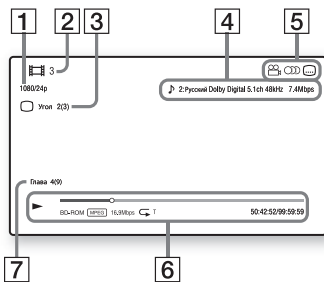 1 2 3 4 5
3
1080/24p
2:Русский Dolby Digital 5.1ch 48kHz 7.4Mbps
Угол 2(3)
Глава 4(9)
BD-ROM MPEG 16.9Mbps T 50:42:52/99:59:59
7 6